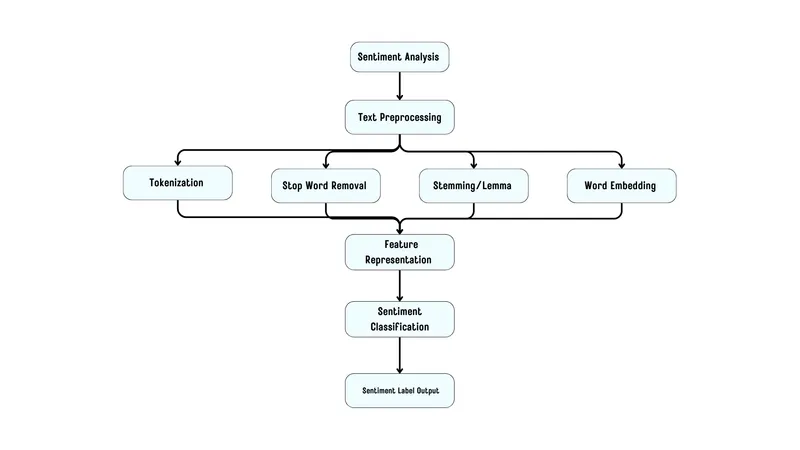 Sentiment Analysis
Text Preprocessing
Tokenization
Stop Word Removal
Stemming/Lemma
Word Embedding
Feature
Representation
Sentiment
Classification
Sentiment Label Output